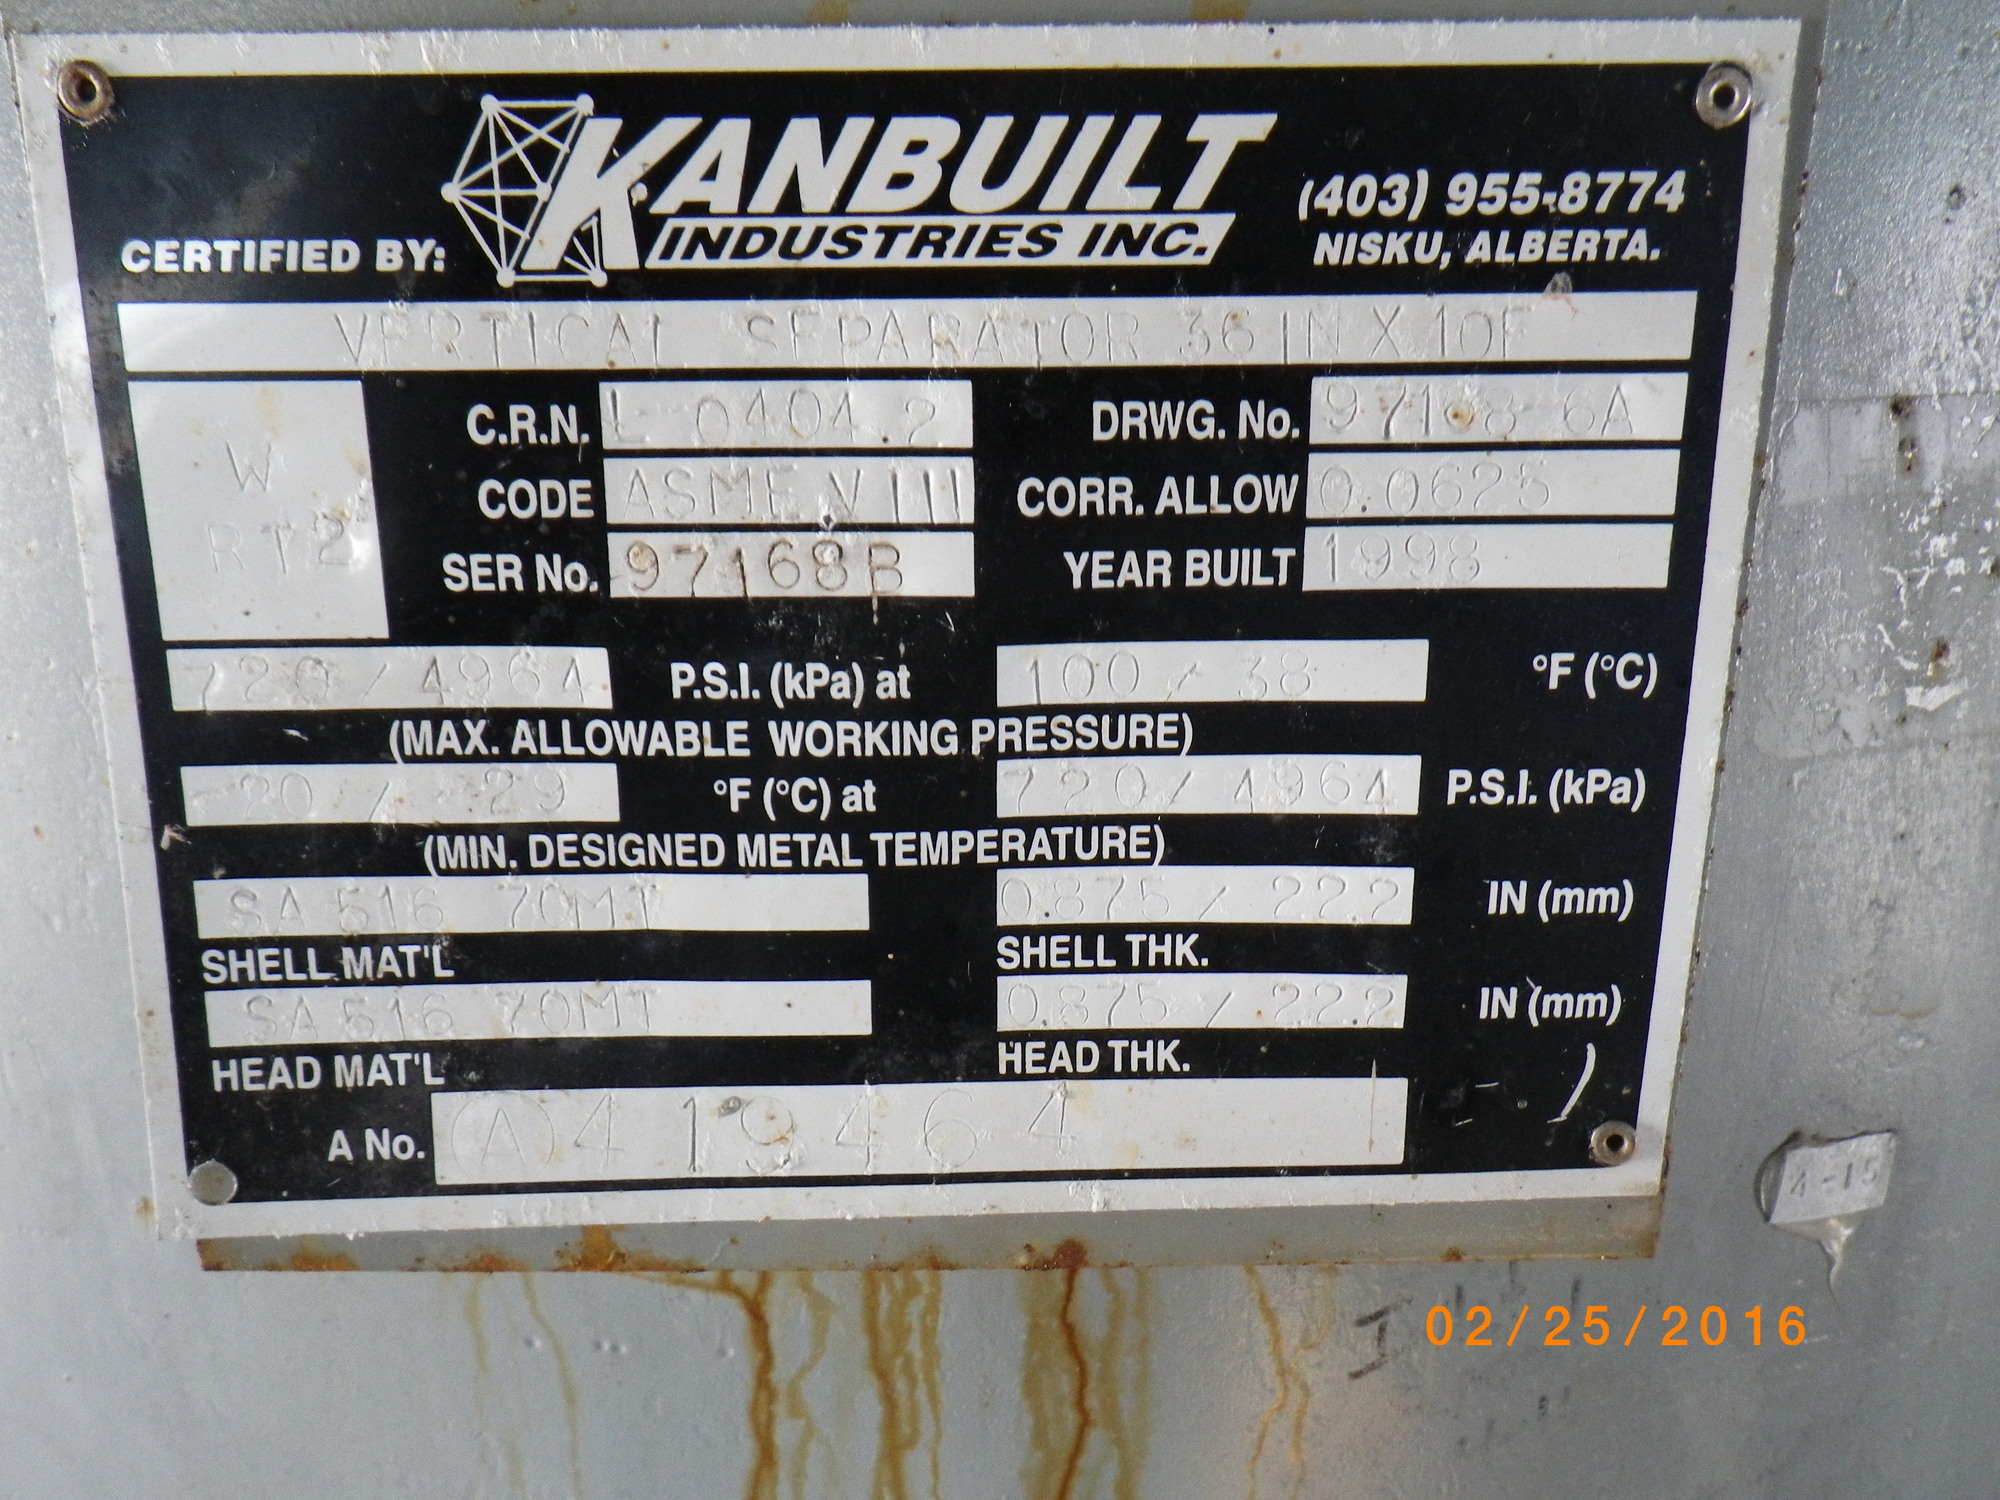 KANBUILT
INDUSTRIES INC.
(403) 955-8774
NISKU, ALBERTA.
CERTIFIED BY:
VERTICAL SEPARATOR 36 IN X 10F
W
RT2
C.R.N. L 0404.2
DRWG. No. 97168-6A
CODE ASME VIII
CORR. ALLOW 0.0625
SER No. 97168B
YEAR BUILT 1998
720 / 4964 P.S.I. (kPa) at 100 / 38 °F (°C)
(MAX. ALLOWABLE WORKING PRESSURE)
-20 / -29 °F (°C) at 720 / 4964 P.S.I. (kPa)
(MIN. DESIGNED METAL TEMPERATURE)
SA 516 70MT 0.875 / 22.2 IN (mm)
SHELL MAT'L SHELL THK.
SA 516 70MT 0.875 / 22.2 IN (mm)
HEAD MAT'L HEAD THK.
A No. (A) 419464
4-15
02/25/2016